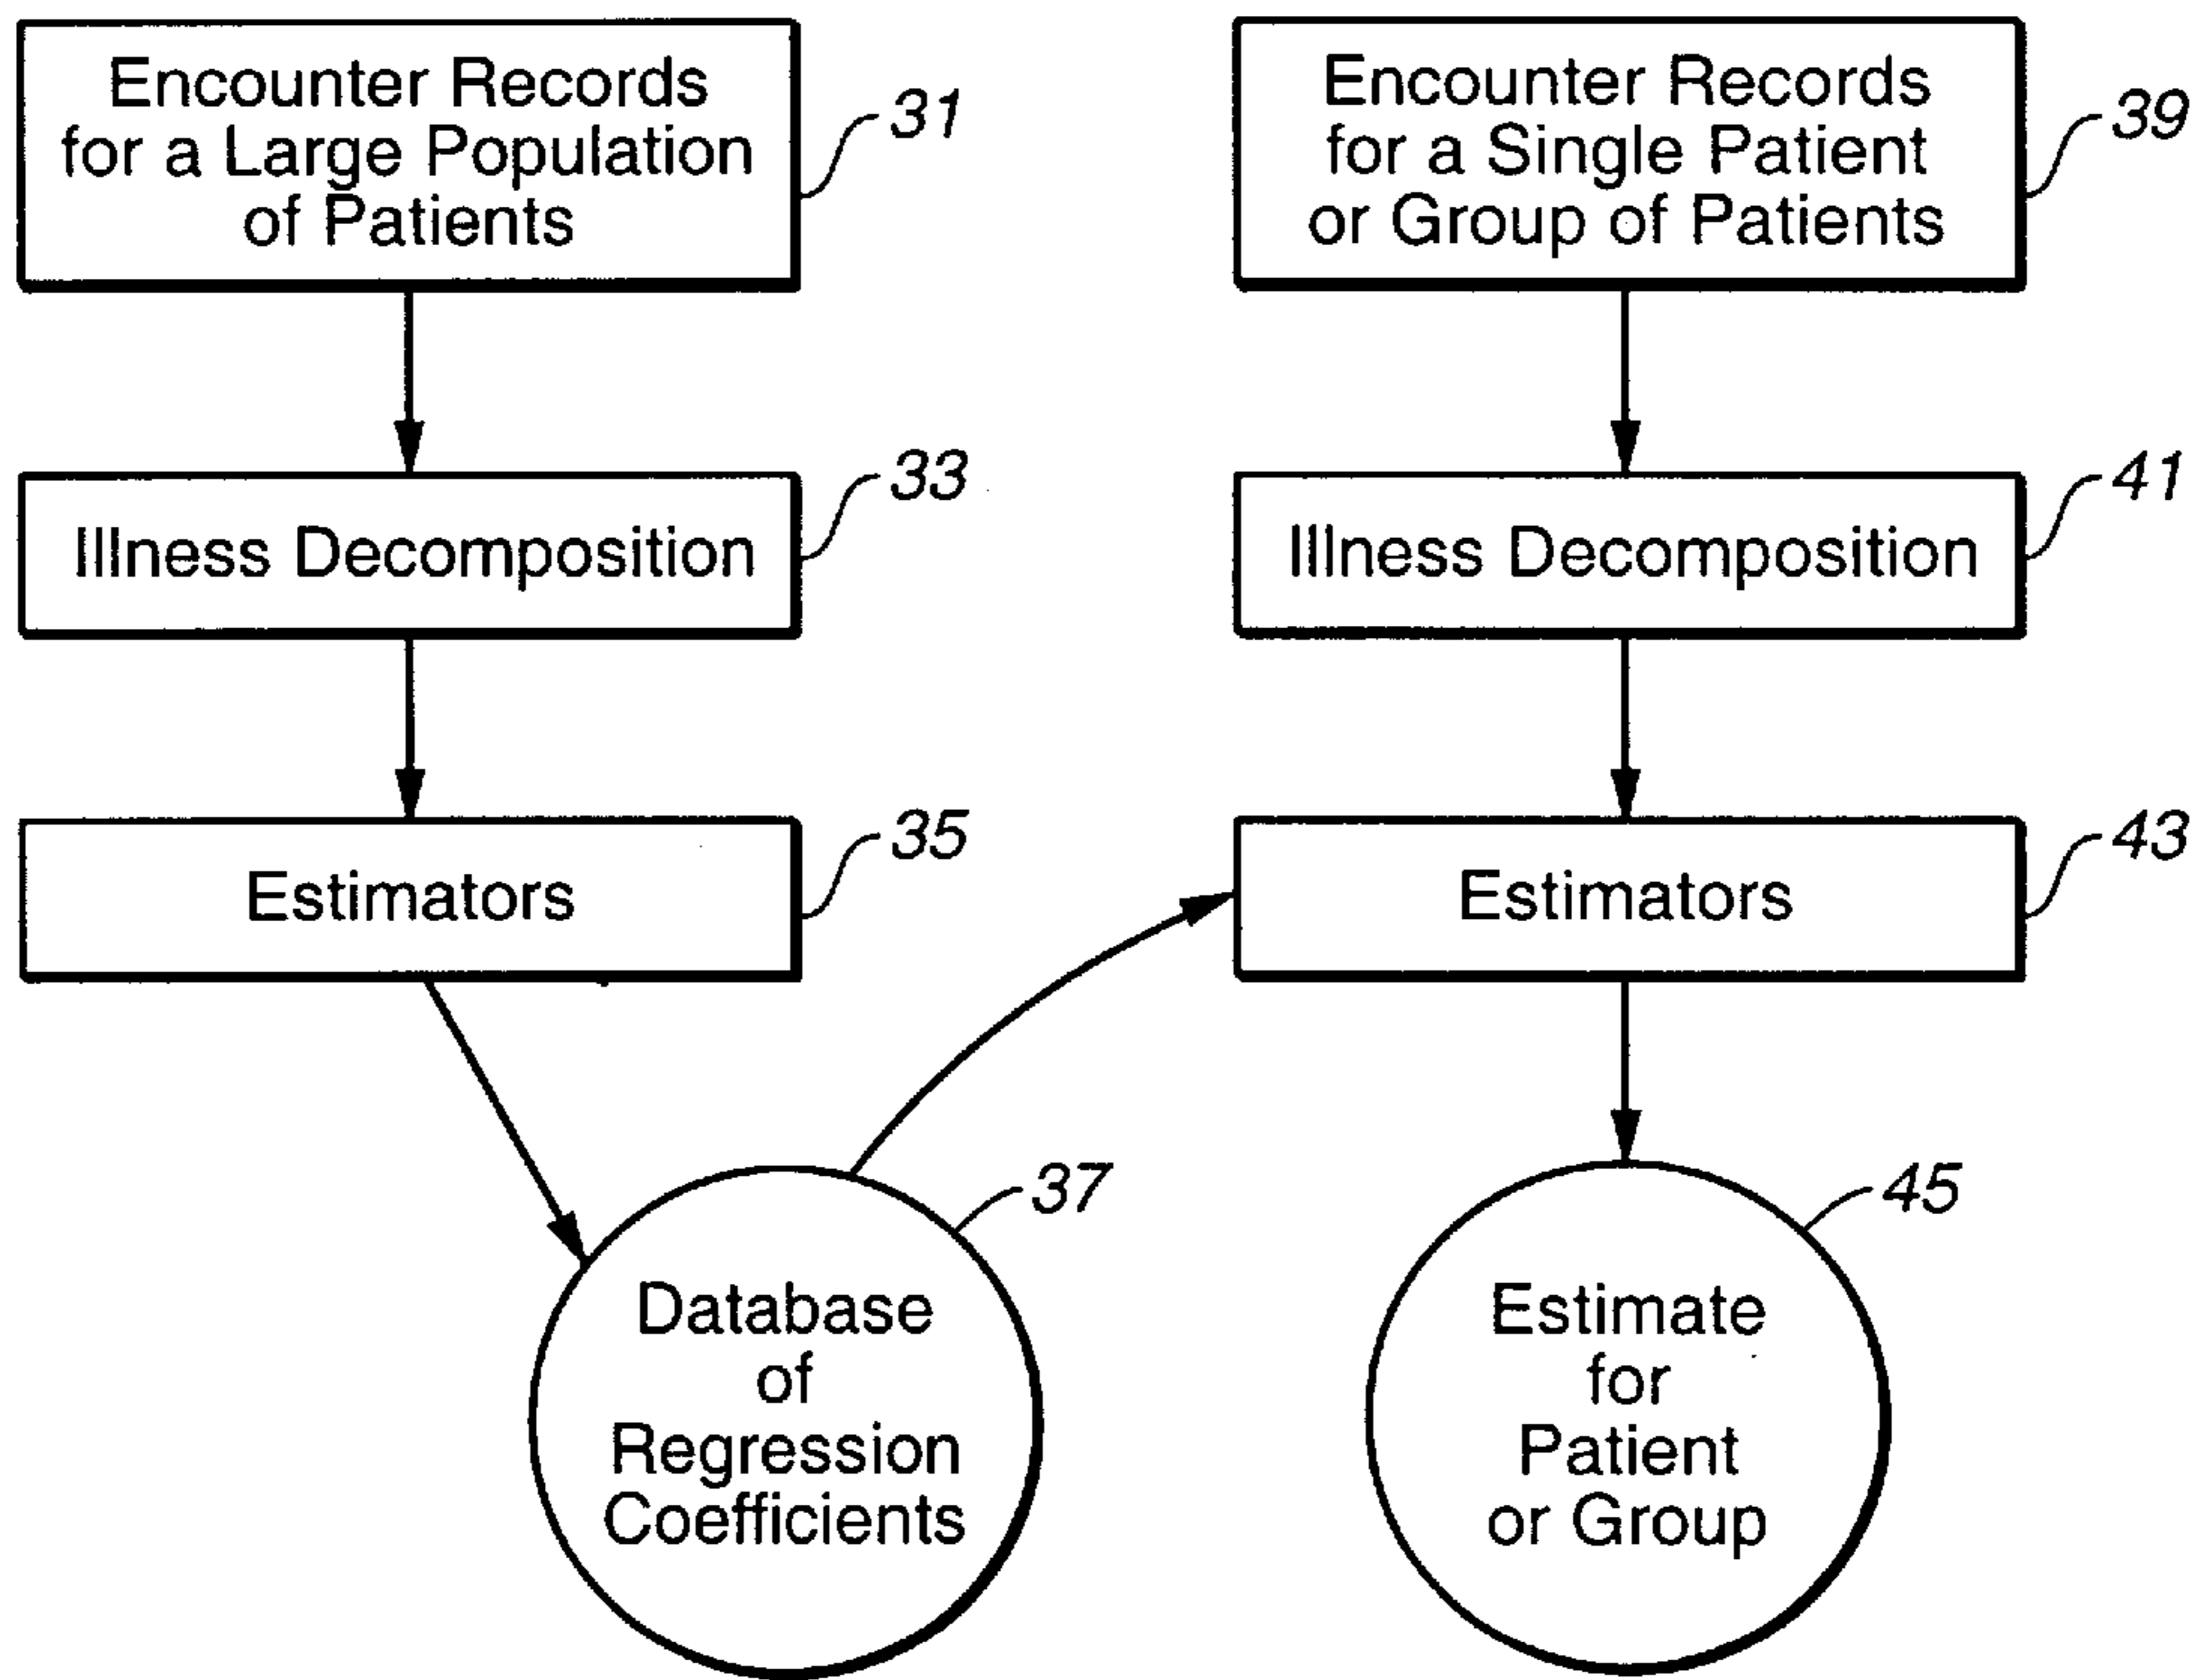 Encounter Records
for a Large Population
of Patients
31
Illness Decomposition
33
Estimators
35
Database
of
Regression
Coefficients
37
Encounter Records
for a Single Patient
or Group of Patients
39
Illness Decomposition
41
Estimators
43
Estimate
for
Patient
or Group
45